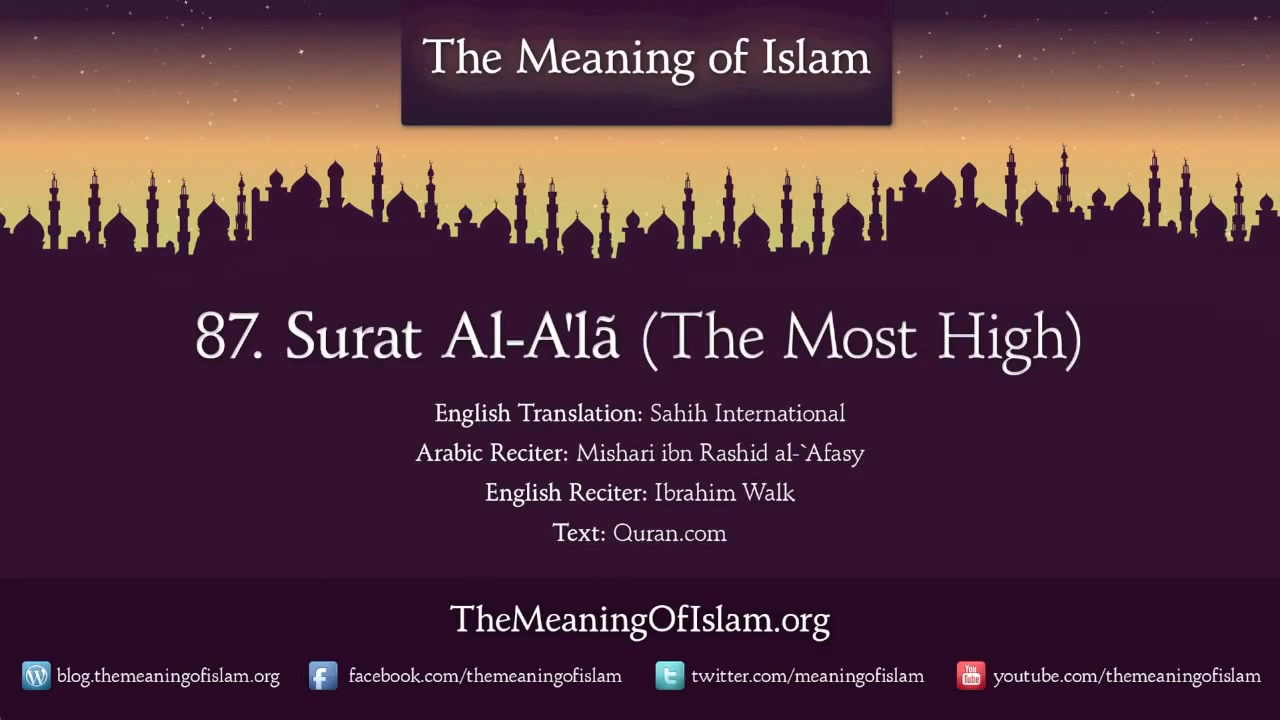 The Meaning of Islam
87. Surat Al-A'lã (The Most High)
English Translation: Sahih International
Arabic Reciter: Mishari ibn Rashid al-`Afasy
English Reciter: Ibrahim Walk
Text: Quran.com
TheMeaningOfIslam.org
blog.themeaningofislam.org facebook.com/themeaningofislam twitter.com/meaningofislam You Tube youtube.com/themeaningofislam